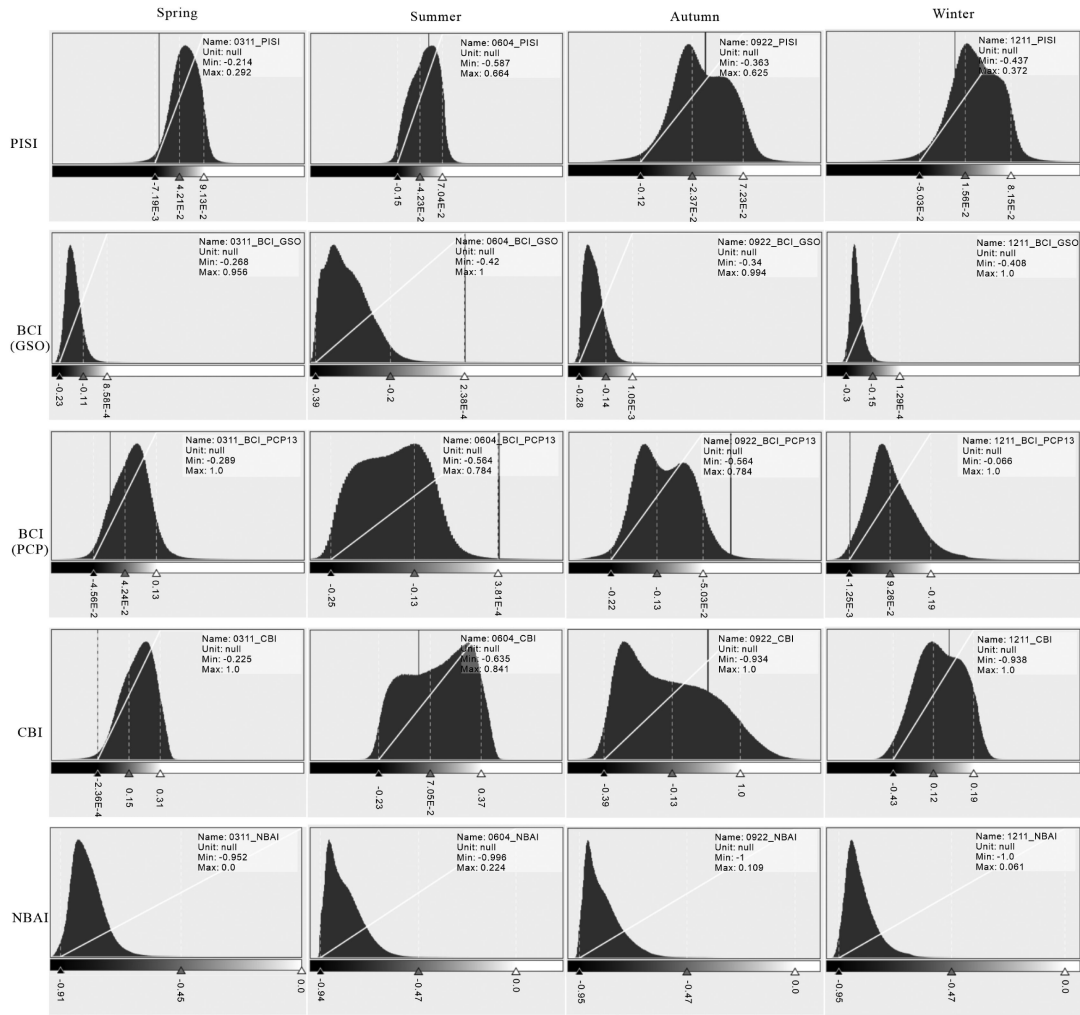 Spring
Summer
Autumn
Winter
PISI
Name: 0311_PISI
Unit: null
Min: -0.214
Max: 0.292
-7.19E-3
4.21E-2
9.13E-2
Name: 0604_PISI
Unit: null
Min: -0.587
Max: 0.664
-0.15
-4.23E-2
7.04E-2
Name: 0922_PISI
Unit: null
Min: -0.363
Max: 0.625
-0.12
-2.37E-2
7.23E-2
Name: 1211_PISI
Unit: null
Min: -0.437
Max: 0.372
-5.03E-2
1.56E-2
8.15E-2
BCI
(GSO)
Name: 0311_BCI_GSO
Unit: null
Min: -0.268
Max: 0.956
-0.23
-0.11
8.58E-4
Name: 0604_BCI_GSO
Unit: null
Min: -0.42
Max: 1
-0.39
-0.2
2.38E-4
Name: 0922_BCI_GSO
Unit: null
Min: -0.34
Max: 0.994
-0.28
-0.14
1.05E-3
Name: 1211_BCI_GSO
Unit: null
Min: -0.408
Max: 1.0
-0.3
-0.15
1.29E-4
BCI
(PCP)
Name: 0311_BCI_PCP13
Unit: null
Min: -0.289
Max: 1.0
-4.56E-2
4.24E-2
0.13
Name: 0604_BCI_PCP13
Unit: null
Min: -0.564
Max: 0.784
-0.25
-0.13
3.81E-4
Name: 0922_BCI_PCP13
Unit: null
Min: -0.564
Max: 0.784
-0.22
-0.13
-5.03E-2
Name: 1211_BCI_PCP13
Unit: null
Min: -0.066
Max: 1.0
-1.25E-3
9.26E-2
-0.19
CBI
Name: 0311_CBI
Unit: null
Min: -0.225
Max: 1.0
-2.36E-4
0.15
0.31
Name: 0604_CBI
Unit: null
Min: -0.635
Max: 0.841
-0.23
7.05E-2
0.37
Name: 0922_CBI
Unit: null
Min: -0.934
Max: 1.0
-0.39
-0.13
1.0
Name: 1211_CBI
Unit: null
Min: -0.938
Max: 1.0
-0.43
0.12
0.19
NBAI
Name: 0311_NBAI
Unit: null
Min: -0.952
Max: 0.0
-0.91
-0.45
0.0
Name: 0604_NBAI
Unit: null
Min: -0.996
Max: 0.224
-0.94
-0.47
0.0
Name: 0922_NBAI
Unit: null
Min: -1
Max: 0.109
-0.95
-0.47
0.0
Name: 1211_NBAI
Unit: null
Min: -1.0
Max: 0.061
-0.95
-0.47
0.0